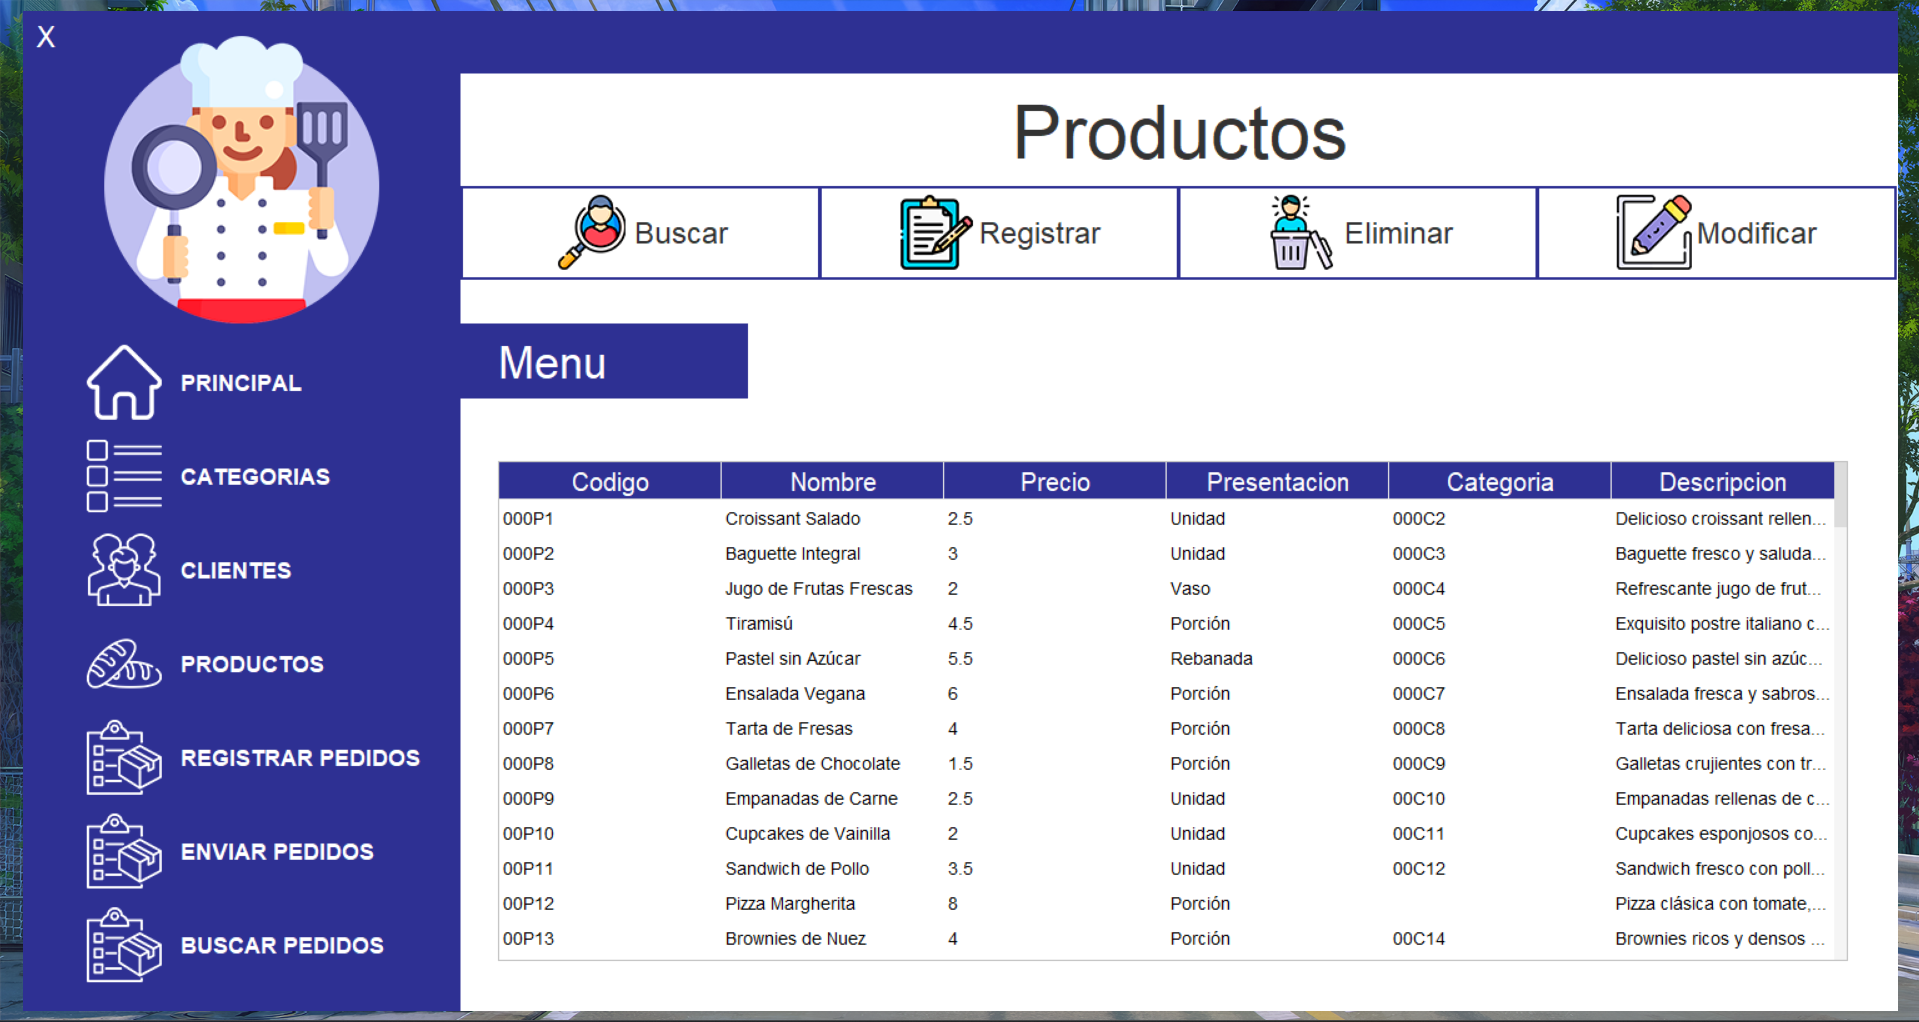 X
Productos
Buscar
Registrar
Eliminar
Modificar
PRINCIPAL
CATEGORIAS
CLIENTES
PRODUCTOS
REGISTRAR PEDIDOS
ENVIAR PEDIDOS
BUSCAR PEDIDOS
Menu
Codigo Nombre Precio Presentacion Categoria Descripcion
000P1 Croissant Salado 2.5 Unidad 000C2 Delicioso croissant rellen...
000P2 Baguette Integral 3 Unidad 000C3 Baguette fresco y saluda...
000P3 Jugo de Frutas Frescas 2 Vaso 000C4 Refrescante jugo de frut...
000P4 Tiramisú 4.5 Porción 000C5 Exquisito postre italiano c...
000P5 Pastel sin Azúcar 5.5 Rebanada 000C6 Delicioso pastel sin azúc...
000P6 Ensalada Vegana 6 Porción 000C7 Ensalada fresca y sabros...
000P7 Tarta de Fresas 4 Porción 000C8 Tarta deliciosa con fresa...
000P8 Galletas de Chocolate 1.5 Porción 000C9 Galletas crujientes con tr...
000P9 Empanadas de Carne 2.5 Unidad 00C10 Empanadas rellenas de c...
00P10 Cupcakes de Vainilla 2 Unidad 00C11 Cupcakes esponjosos co...
00P11 Sandwich de Pollo 3.5 Unidad 00C12 Sandwich fresco con poll...
00P12 Pizza Margherita 8 Porción Pizza clásica con tomate,...
00P13 Brownies de Nuez 4 Porción 00C14 Brownies ricos y densos ...